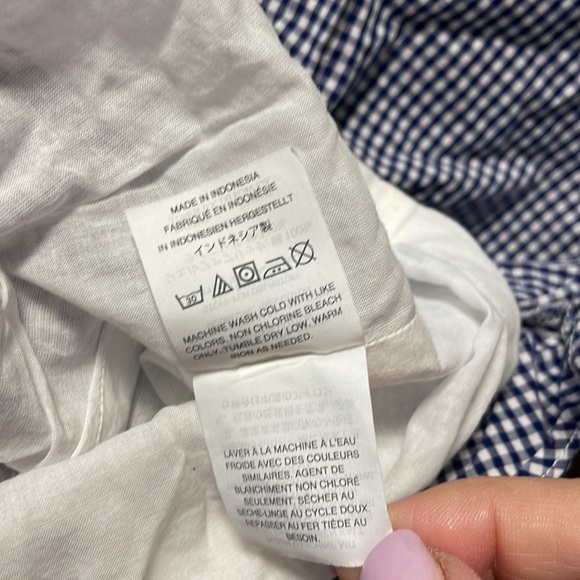 MADE IN INDONESIA
FABRIQUÉ EN INDONÉSIE
IN INDONESIEN HERGESTELLT
インドネシア製
30
MACHINE WASH COLD WITH LIKE
COLORS, NON CHLORINE BLEACH
ONLY, TUMBLE DRY LOW, WARM
IRON AS NEEDED.
LAVER À LA MACHINE À L'EAU
FROIDE AVEC DES COULEURS
SIMILAIRES. AGENT DE
BLANCHIMENT NON CHLORÉ
SEULEMENT, SÉCHER AU
SÈCHE-LINGE AU CYCLE DOUX,
REPASSER AU FER TIÈDE AU
BESOIN.